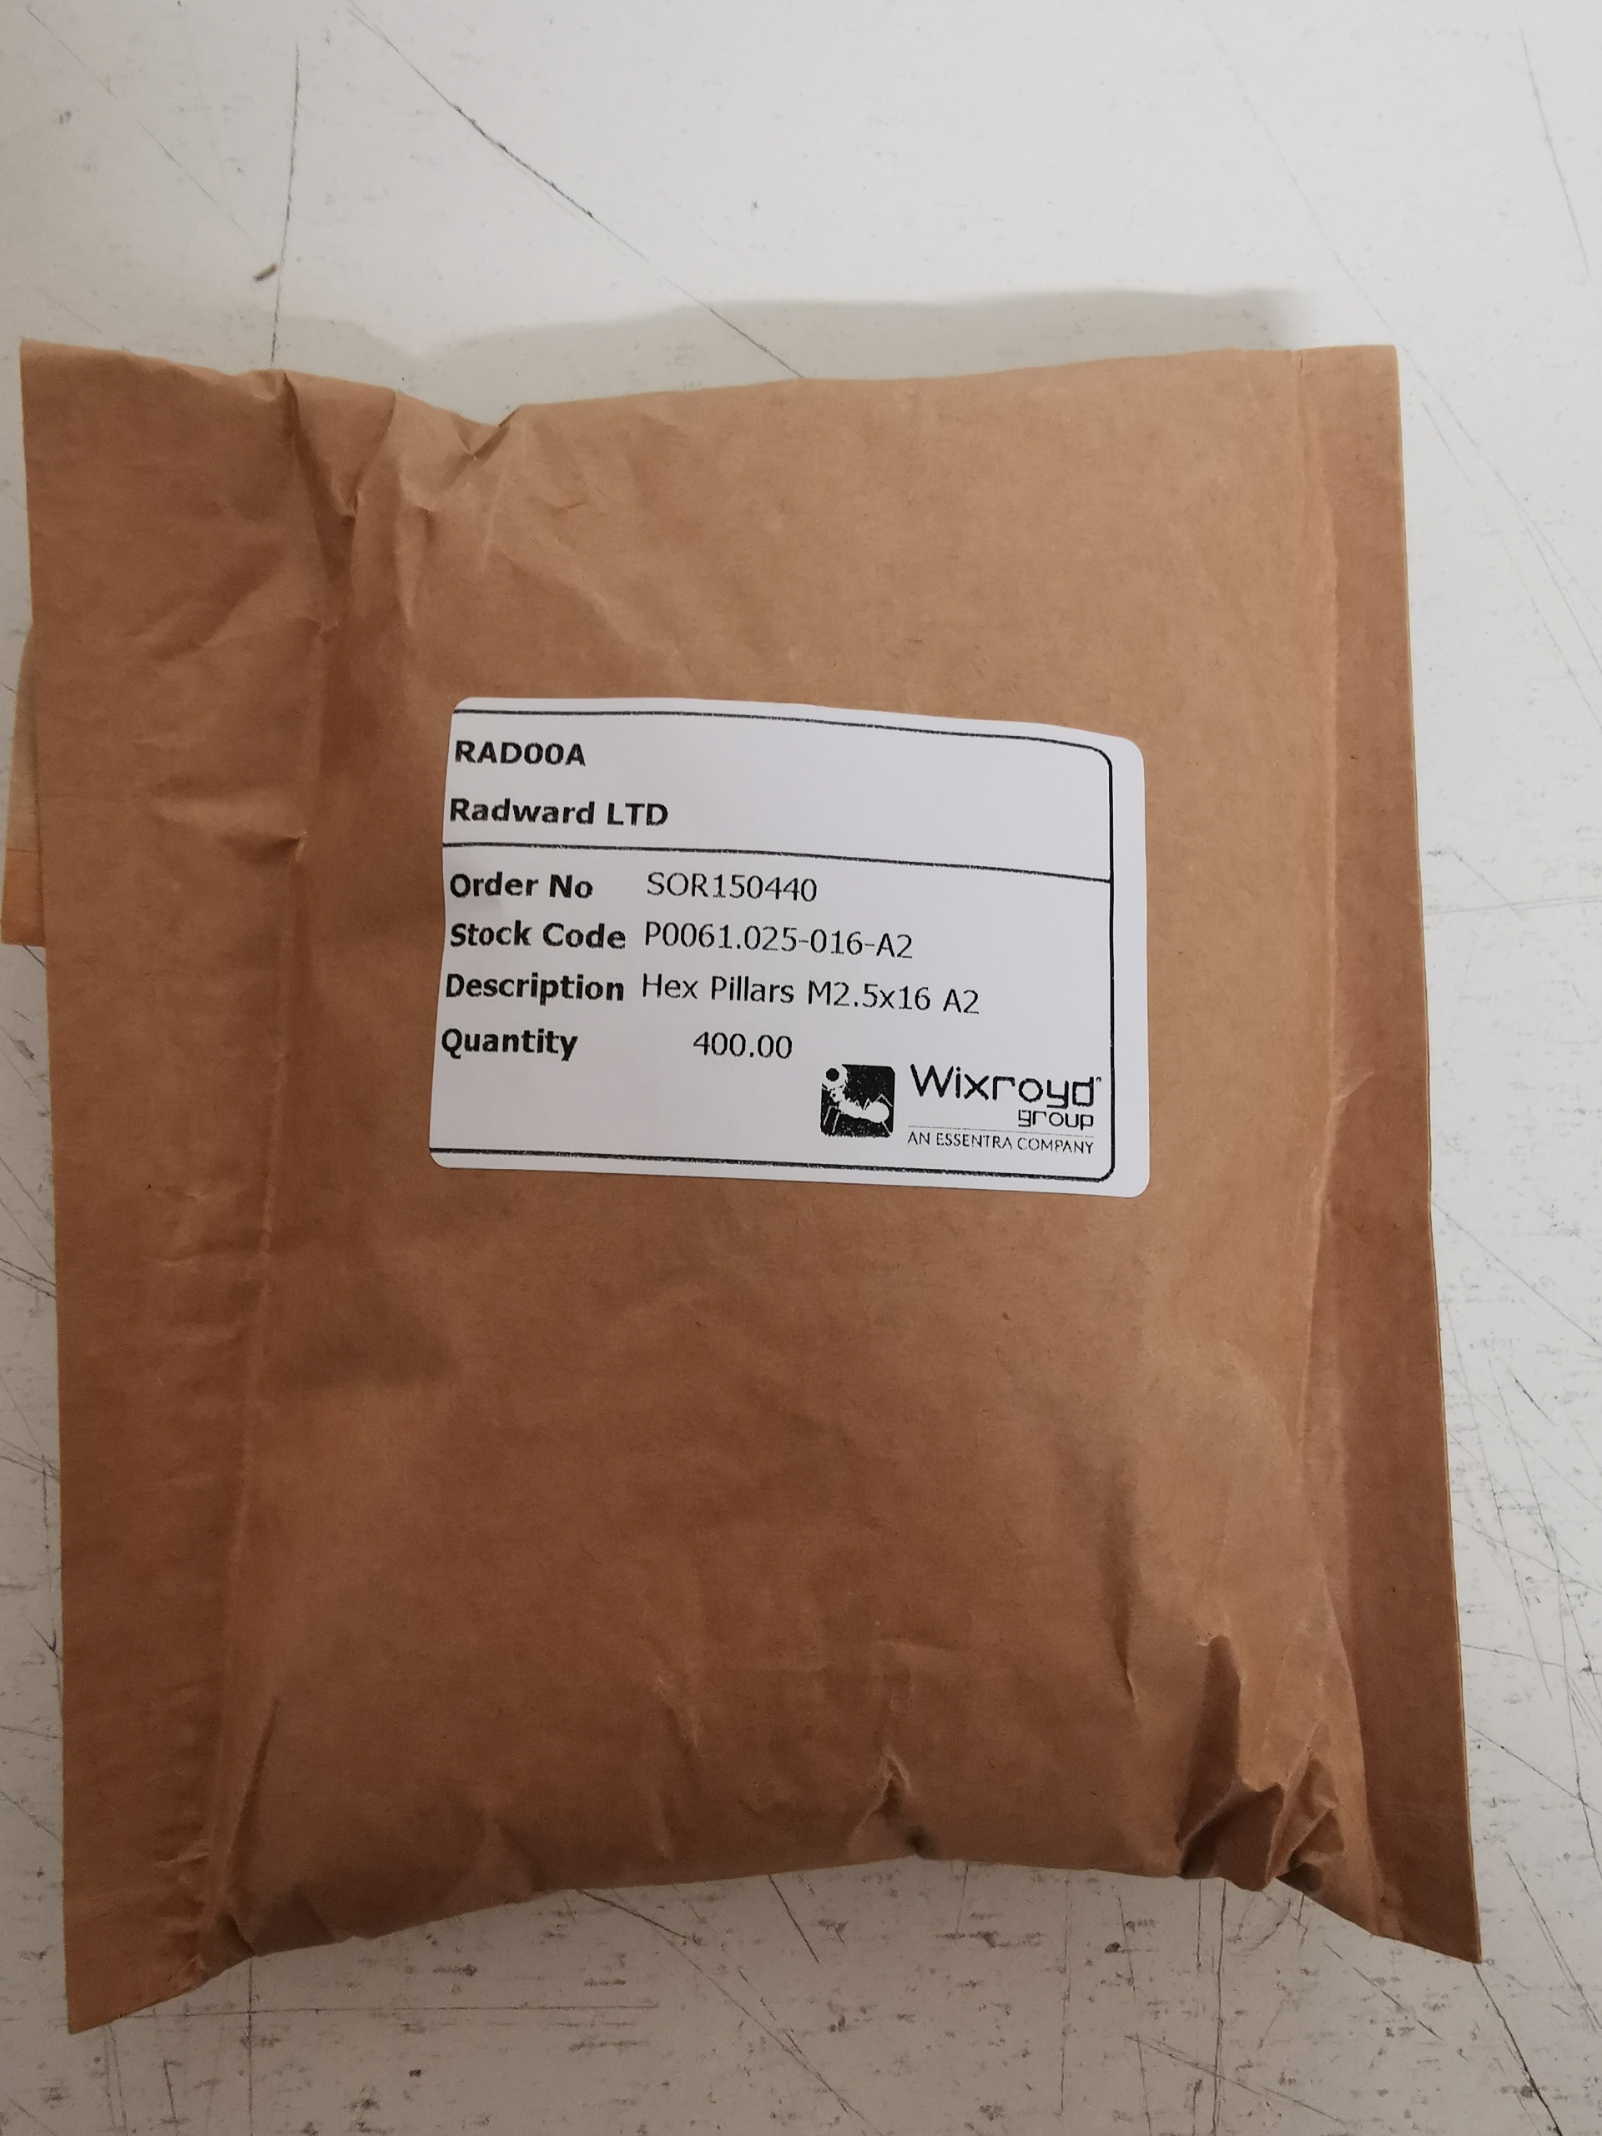 RAD00A
Radward LTD
Order No SOR150440
Stock Code P0061.025-016-A2
Description Hex Pillars M2.5x16 A2
Quantity 400.00
Wixroyd
group
AN ESSENTRA COMPANY